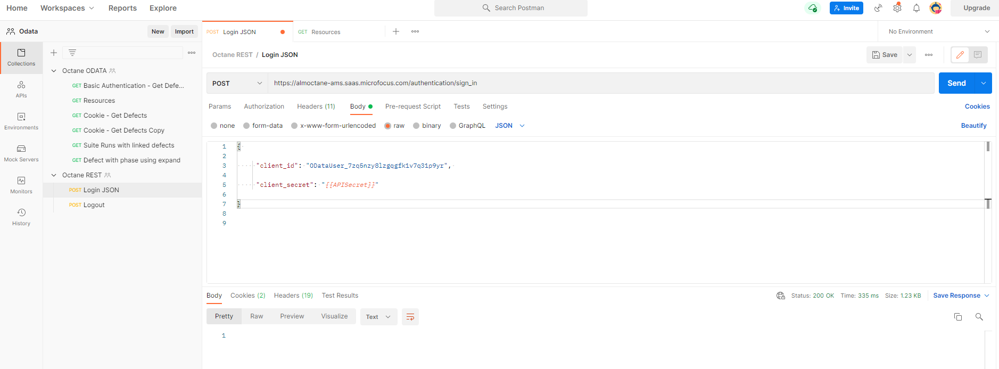 Home Workspaces Reports Explore Search Postman Invite Upgrade
Odata New Import POST Login JSON GET Resources No Environment
Collections
APIs
Environments
Mock Servers
Monitors
History
Octane ODATA
GET Basic Authentication - Get Defe...
GET Resources
GET Cookie - Get Defects
GET Cookie - Get Defects Copy
GET Suite Runs with linked defects
GET Defect with phase using expand
Octane REST
POST Login JSON
POST Logout
Octane REST / Login JSON Save
POST https://almoctane-ams.saas.microfocus.com/authentication/sign_in Send
Params Authorization Headers (11) Body Pre-request Script Tests Settings Cookies
none form-data x-www-form-urlencoded raw binary GraphQL JSON Beautify
1 {
2
3 "client_id": "ODataUser_7zq5nzy8lzgqgfk1v7q31p9yr",
4
5 "client_secret": "{{APISecret}}"
6
7 }
8
9
Body Cookies (2) Headers (19) Test Results Status: 200 OK Time: 335 ms Size: 1.23 KB Save Response
Pretty Raw Preview Visualize Text
1